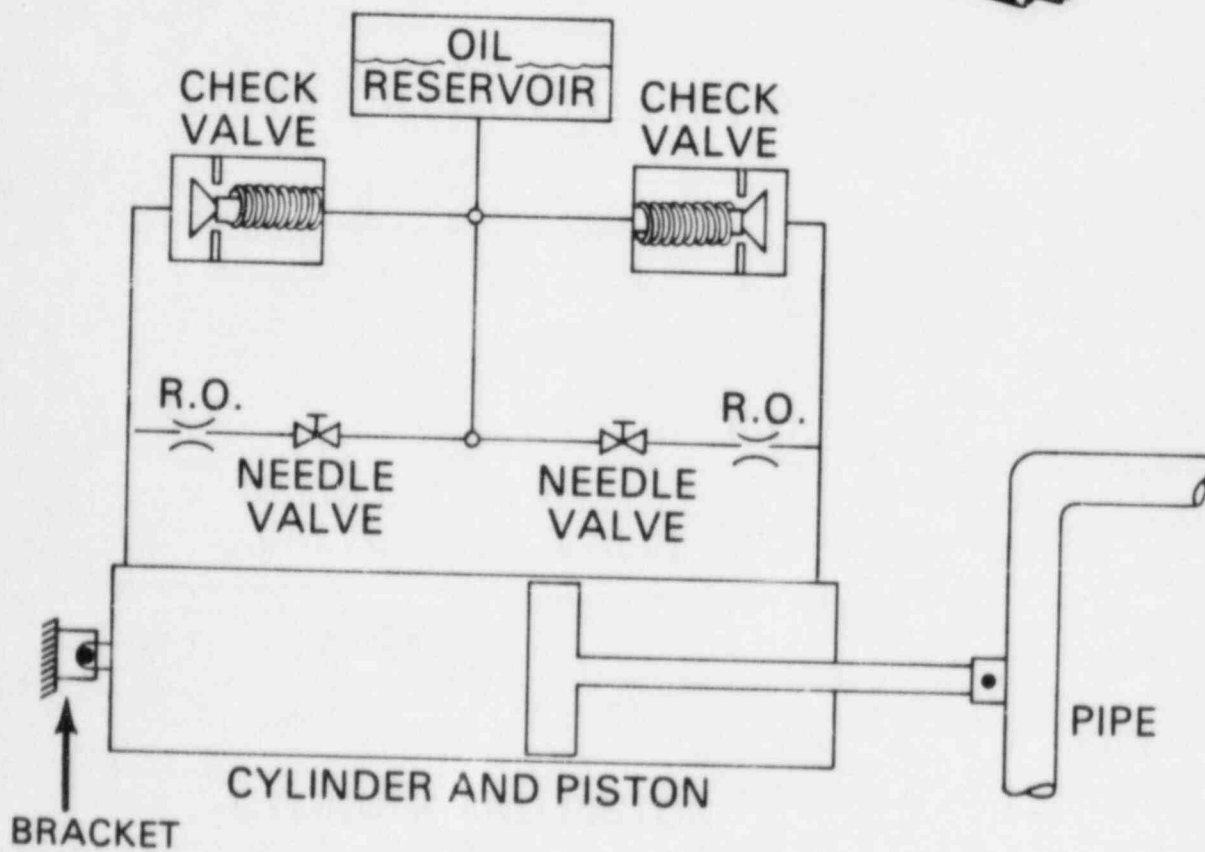 OIL
RESERVOIR
CHECK
VALVE
CHECK
VALVE
R.O.
R.O.
NEEDLE
VALVE
NEEDLE
VALVE
PIPE
CYLINDER AND PISTON
BRACKET